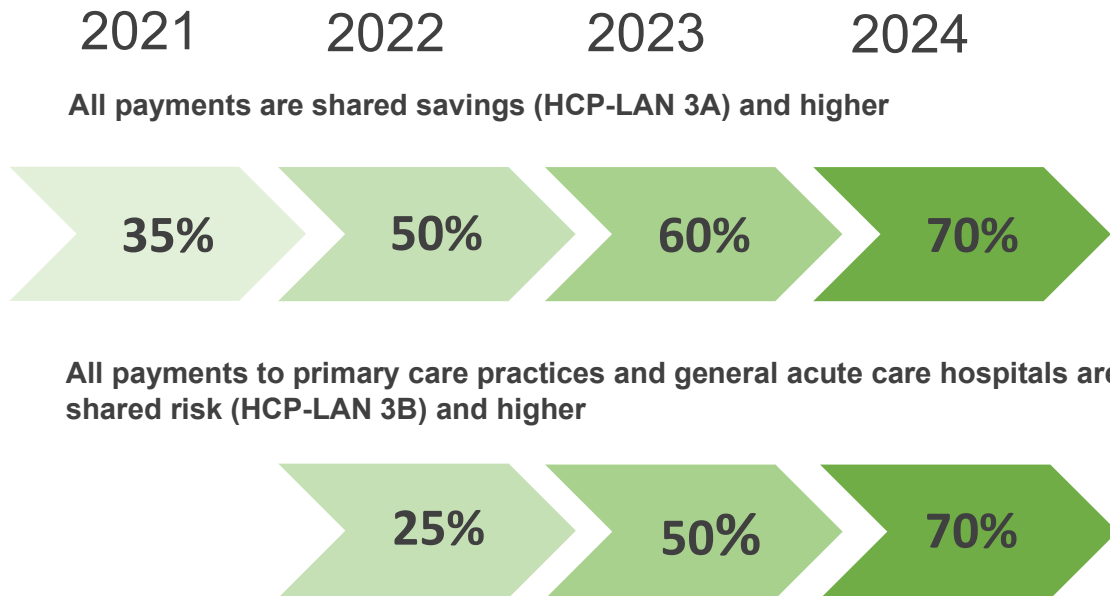 2021 2022 2023 2024
All payments are shared savings (HCP-LAN 3A) and higher
35% 50% 60% 70%
All payments to primary care practices and general acute care hospitals are
shared risk (HCP-LAN 3B) and higher
25% 50% 70%